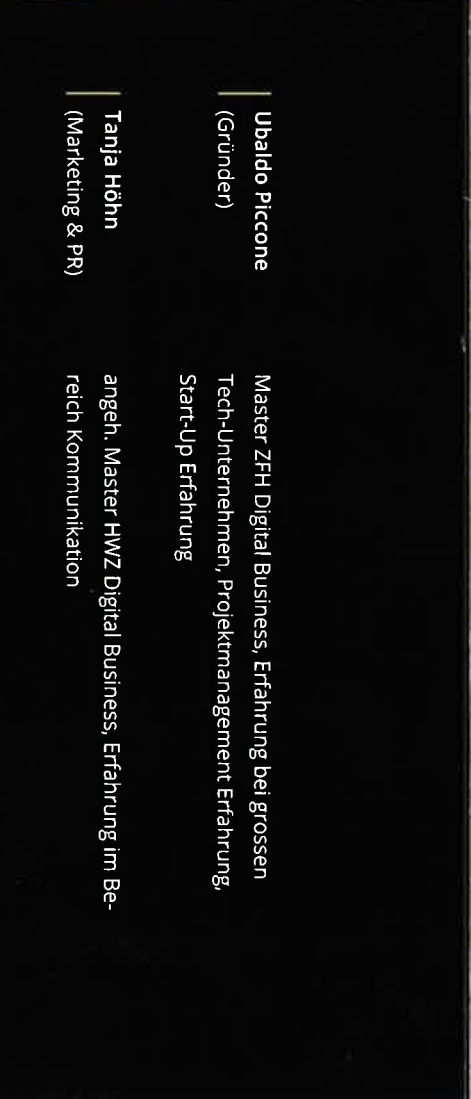 Ubaldo Piccone
(Gründer)
Master ZFH Digital Business, Erfahrung bei grossen
Tech-Unternehmen, Projektmanagement Erfahrung,
Start-Up Erfahrung
Tanja Höhn
(Marketing & PR)
angeh. Master HWZ Digital Business, Erfahrung im Be-
reich Kommunikation